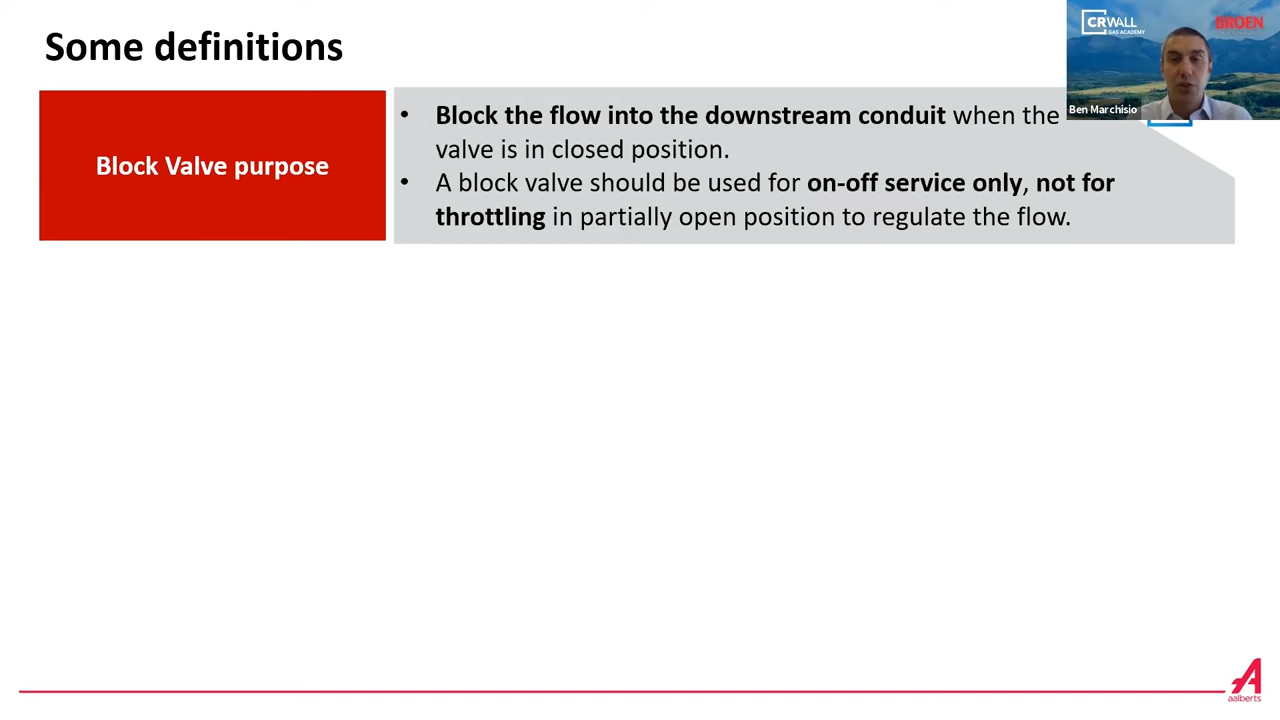 Some definitions
CRWALL
GAS ACADEMY
BROEN
Ben Marchisio
Block Valve purpose
• Block the flow into the downstream conduit when the
valve is in closed position.
• A block valve should be used for on-off service only, not for
throttling in partially open position to regulate the flow.
aalberts